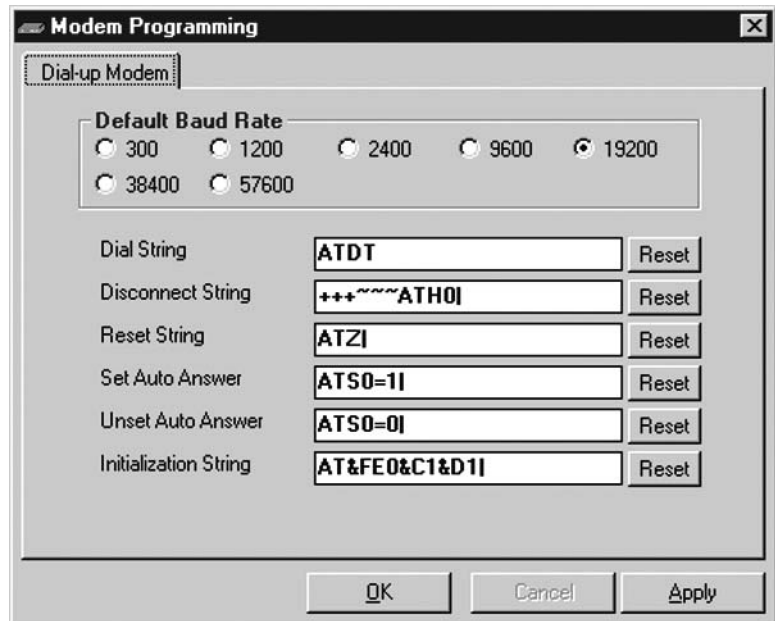 Modem Programming
Dial-up Modem
Default Baud Rate
300 1200 2400 9600 19200
38400 57600
Dial String ATDT Reset
Disconnect String +++~~~ATH0| Reset
Reset String ATZ| Reset
Set Auto Answer ATS0=1| Reset
Unset Auto Answer ATS0=0| Reset
Initialization String AT&FE0&C1&D1| Reset
OK Cancel Apply